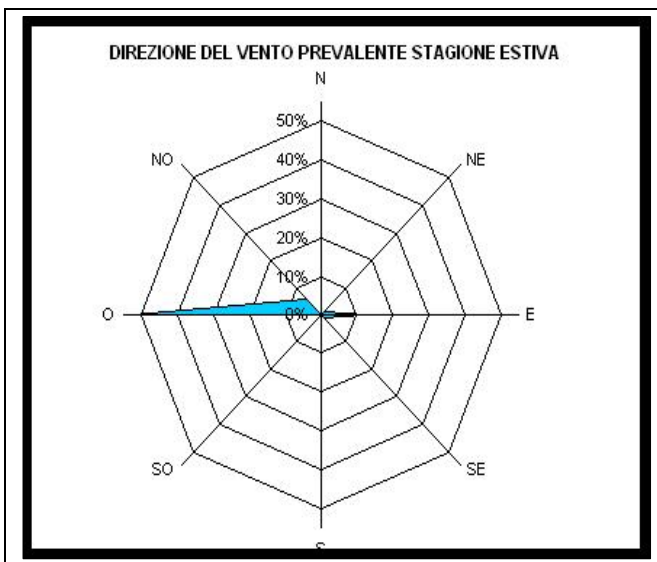 DIREZIONE DEL VENTO PREVALENTE STAGIONE ESTIVA
N
50%
NO
40%
NE
30%
20%
10%
O
0%
E
SO
SE
S